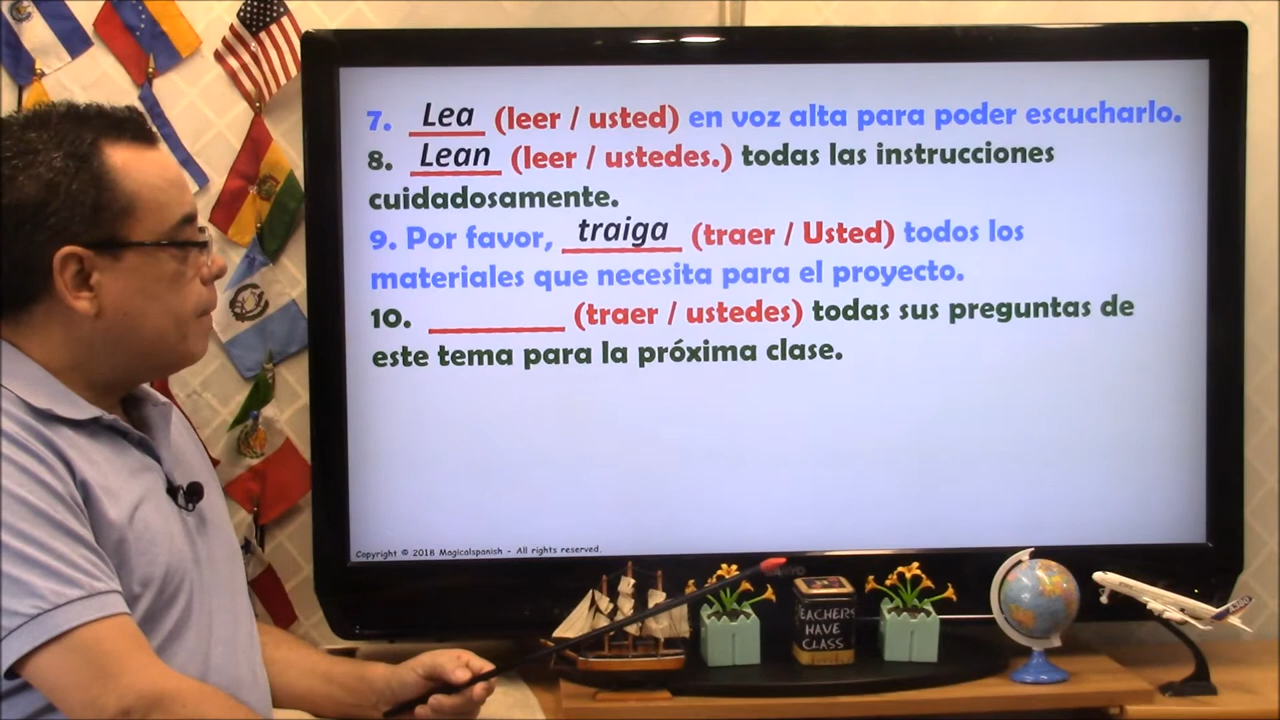 7. Lea (leer / usted) en voz alta para poder escucharlo.
8. Lean (leer / ustedes.) todas las instrucciones
cuidadosamente.
9. Por favor, traiga (traer / Usted) todos los
materiales que necesita para el proyecto.
10. ________ (traer / ustedes) todas sus preguntas de
este tema para la próxima clase.
Copyright © 2018 Magicalspanish - All rights reserved.
TEACHERS
HAVE
CLASS
A380